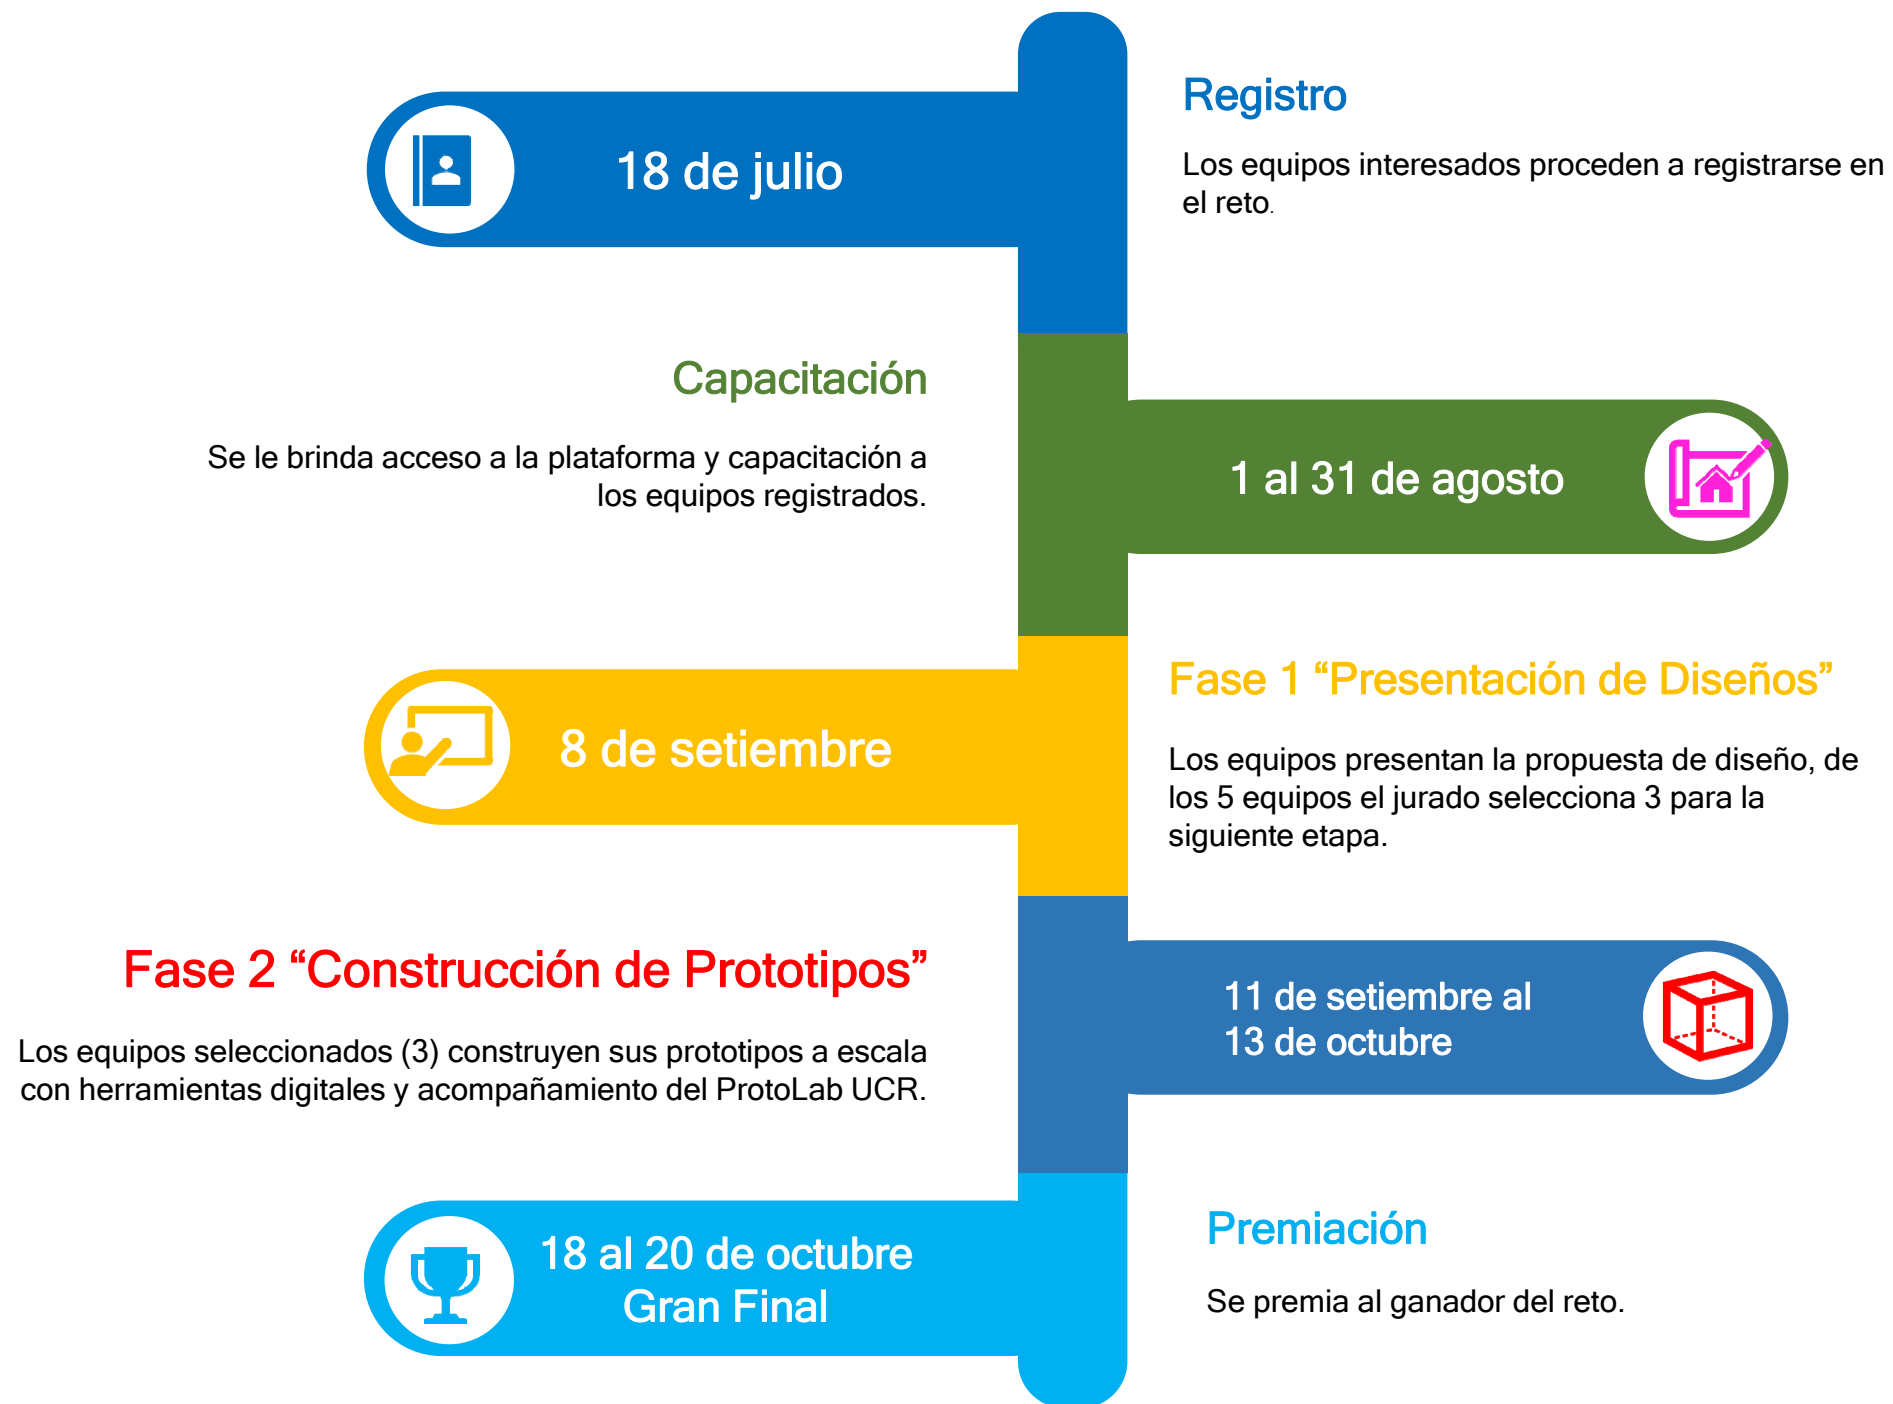 18 de julio
Registro
Los equipos interesados proceden a registrarse en
el reto.
Capacitación
Se le brinda acceso a la plataforma y capacitación a
los equipos registrados.
1 al 31 de agosto
8 de setiembre
Fase 1 “Presentación de Diseños”
Los equipos presentan la propuesta de diseño, de
los 5 equipos el jurado selecciona 3 para la
siguiente etapa.
Fase 2 “Construcción de Prototipos”
Los equipos seleccionados (3) construyen sus prototipos a escala
con herramientas digitales y acompañamiento del ProtoLab UCR.
11 de setiembre al
13 de octubre
18 al 20 de octubre
Gran Final
Premiación
Se premia al ganador del reto.